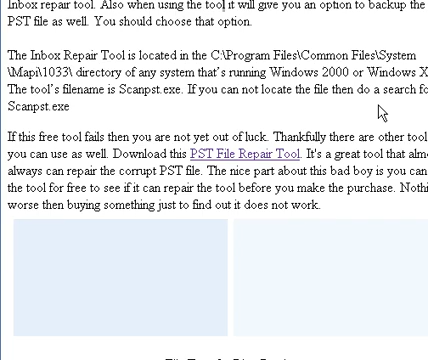 Inbox repair tool. Also when using the tool it will give you an option to backup the
PST file as well. You should choose that option.
The Inbox Repair Tool is located in the C:\Program Files\Common Files\System
\Mapi\1033\ directory of any system that's running Windows 2000 or Windows X
The tool's filename is Scanpst.exe. If you can not locate the file then do a search fo
Scanpst.exe
If this free tool fails then you are not yet out of luck. Thankfully there are other tool
you can use as well. Download this PST File Repair Tool. It's a great tool that alm
always can repair the corrupt PST file. The nice part about this bad boy is you can
the tool for free to see if it can repair the tool before you make the purchase. Nothi
worse then buying something just to find out it does not work.